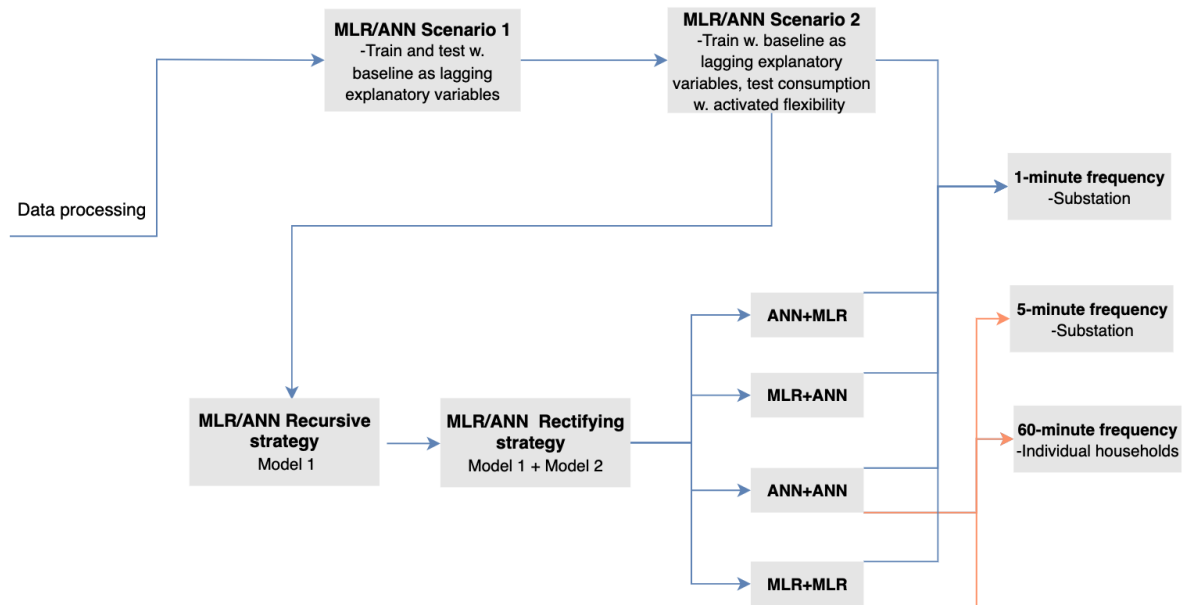 MLR/ANN Scenario 1
-Train and test w.
baseline as lagging
explanatory variables
MLR/ANN Scenario 2
-Train w. baseline as
lagging explanatory
variables, test consumption
w. activated flexibility
Data processing
1-minute frequency
-Substation
5-minute frequency
-Substation
60-minute frequency
-Individual households
MLR/ANN Recursive
strategy
Model 1
MLR/ANN  Rectifying
strategy
Model 1 + Model 2
ANN+MLR
MLR+ANN
ANN+ANN
MLR+MLR